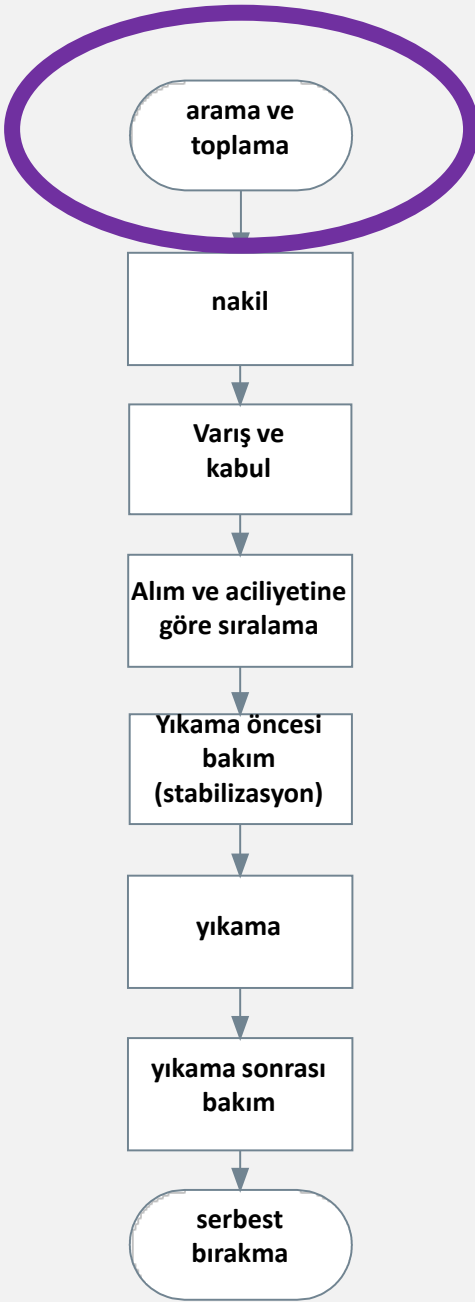 arama ve
toplama
nakil
Varış ve
kabul
Alım ve aciliyetine
göre sıralama
Yıkama öncesi
bakım
(stabilizasyon)
yıkama
yıkama sonrası
bakım
serbest
bırakma